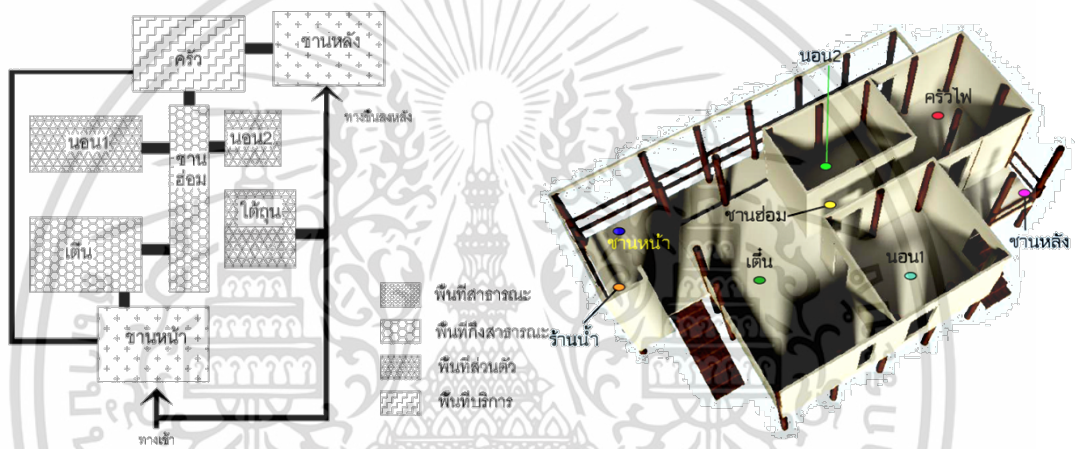 ครัว
ชานหลัง
ทางขึ้นลงหลัง
นอน1
ชาน
ฮ่อม
นอน2
ใต้ถุน
เติ๋น
ชานหน้า
ทางเข้า
พื้นที่สาธารณะ
พื้นที่กึ่งสาธารณะ
พื้นที่ส่วนตัว
พื้นที่บริการ
นอน2
ครัวไฟ
ชานฮ่อม
ชานหน้า
เติ๋น
นอน1
ชานหลัง
ร้านน้ำ